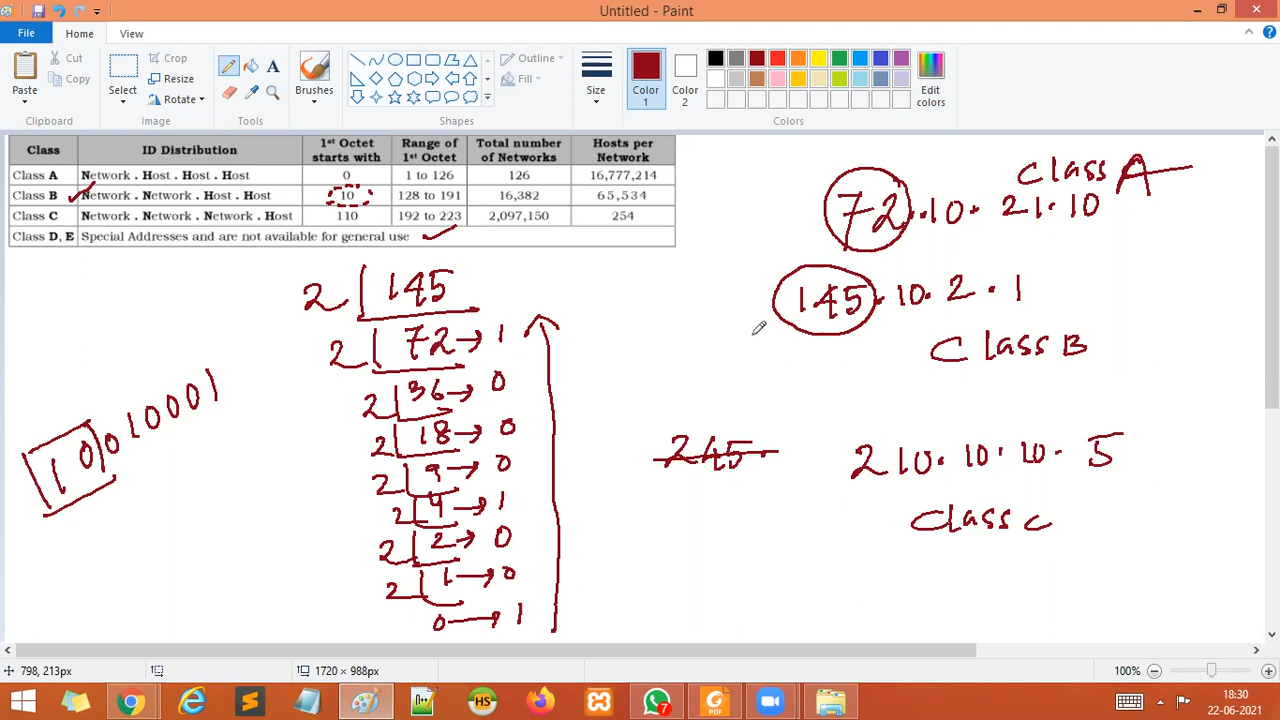 Untitled - Paint
File
Home
View
Paste
Cut
Copy
Clipboard
Select
Crop
Resize
Rotate
Image
A
Tools
Brushes
Shapes
Outline
Fill
Size
Color 1
Color 2
Edit colors
Colors
Class ID Distribution 1st Octet starts with Range of 1st Octet Total number of Networks Hosts per Network
Class A Network . Host . Host . Host 0 1 to 126 126 16,777,214
Class B Network . Network . Host . Host 10 128 to 191 16,382 65,534
Class C Network . Network . Network . Host 110 192 to 223 2,097,150 254
Class D, E Special Addresses and are not available for general use
Class A
72.10.21.10
145.10.2.1
Class B
2 145
2 72 → 1
2 36 → 0
2 18 → 0
2 9 → 0
2 4 → 1
2 2 → 0
2 1 → 0
0 → 1
10010001
245.
210.10.10.5
Class C
798, 213px
1720 × 988px
100%
HS
7
PDF
18:30
22-06-2021